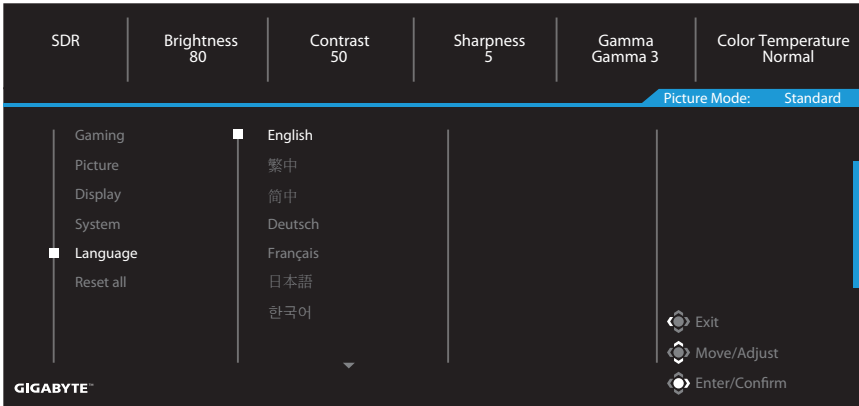 SDR
Brightness
80
Contrast
50
Sharpness
5
Gamma
Gamma 3
Color Temperature
Normal
Picture Mode: Standard
Gaming
Picture
Display
System
Language
Reset all
English
繁中
简中
Deutsch
Français
日本語
한국어
Exit
Move/Adjust
Enter/Confirm
GIGABYTE™